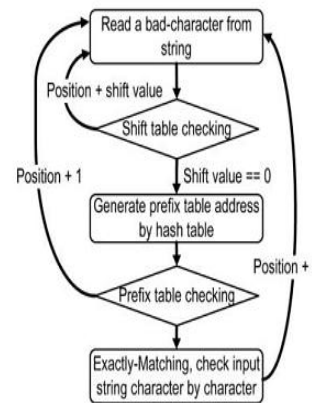 Read a bad-character from
string
Position + shift value
Shift table checking
Position + 1
Shift value == 0
Generate prefix table address
by hash table
Position +
Prefix table checking
Exactly-Matching, check input
string character by character